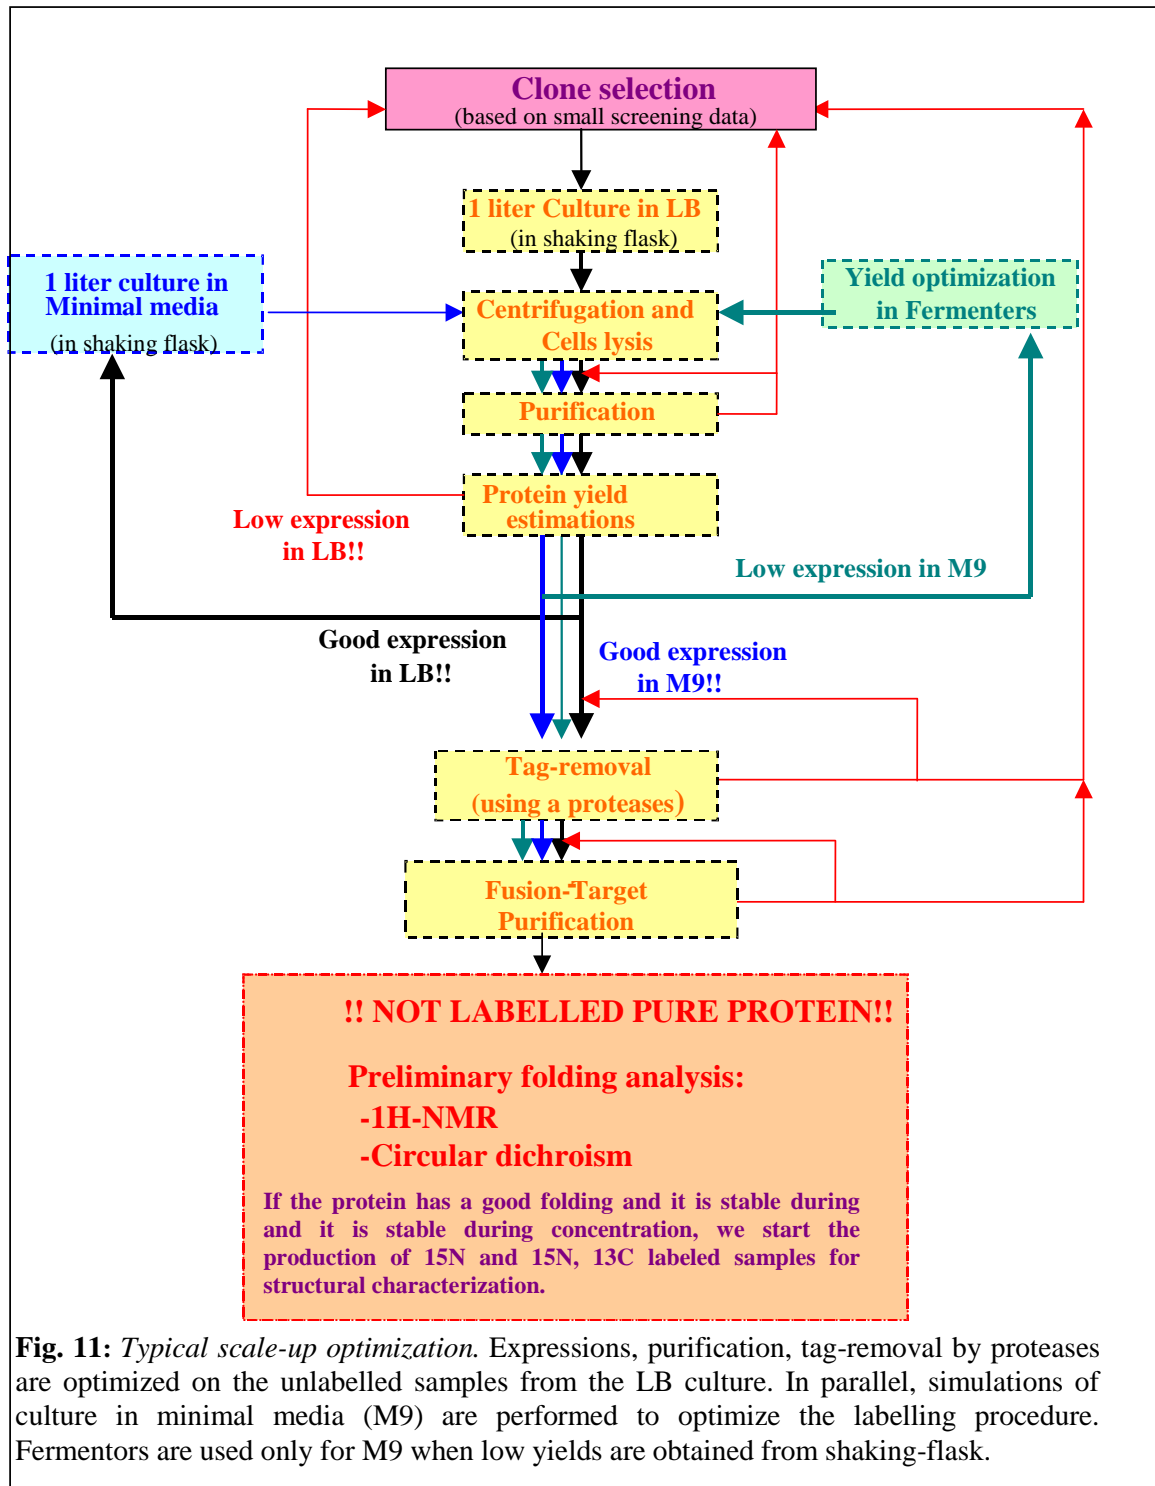 Clone selection
(based on small screening data)
1 liter Culture in LB
(in shaking flask)
1 liter culture in
Minimal media
(in shaking flask)
Centrifugation and
Cells lysis
Yield optimization
in Fermenters
Purification
Protein yield
estimations
Low expression
in LB!!
Low expression in M9
Good expression
in LB!!
Good expression
in M9!!
Tag-removal
(using a proteases)
Fusion-Target
Purification
!! NOT LABELLED PURE PROTEIN!!
Preliminary folding analysis:
-1H-NMR
-Circular dichroism
If the protein has a good folding and it is stable during
and it is stable during concentration, we start the
production of 15N and 15N, 13C labeled samples for
structural characterization.
Fig. 11: Typical scale-up optimization. Expressions, purification, tag-removal by proteases
are optimized on the unlabelled samples from the LB culture. In parallel, simulations of
culture in minimal media (M9) are performed to optimize the labelling procedure.
Fermentors are used only for M9 when low yields are obtained from shaking-flask.